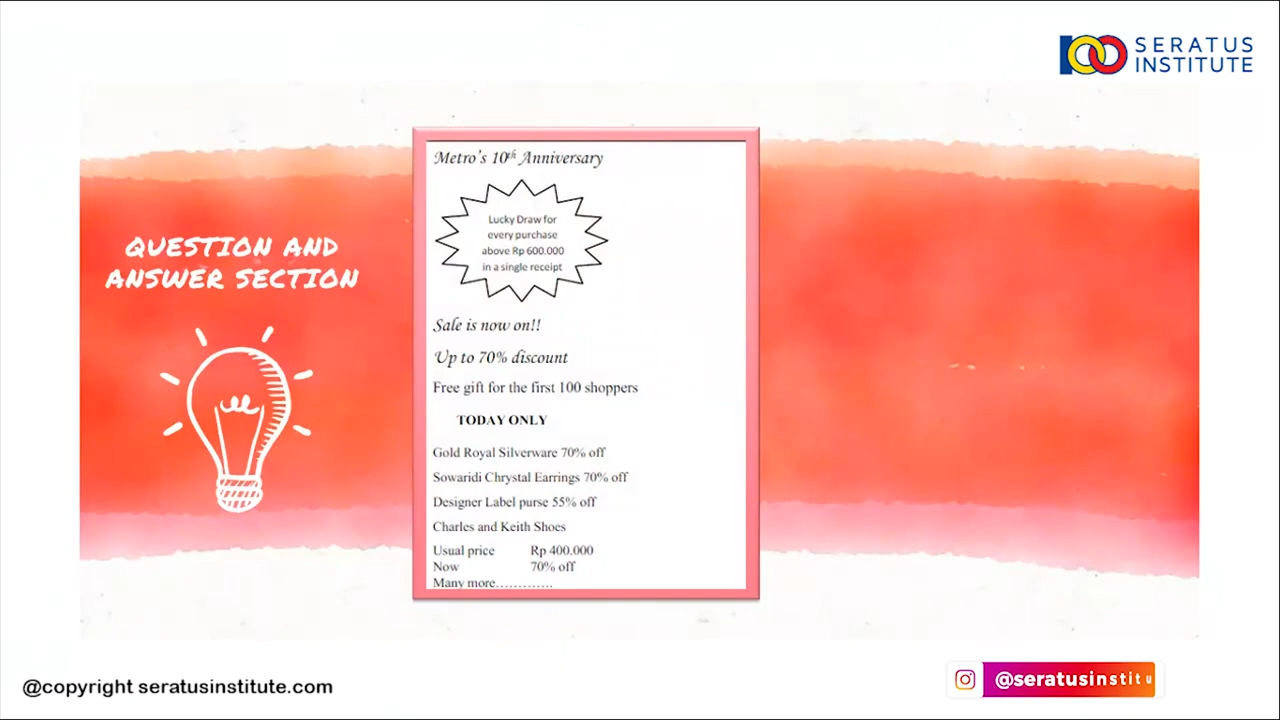 SERATUS
INSTITUTE
QUESTION AND
ANSWER SECTION
Metro's 10th Anniversary
Lucky Draw for
every purchase
above Rp 600.000
in a single receipt
Sale is now on!!
Up to 70% discount
Free gift for the first 100 shoppers
TODAY ONLY
Gold Royal Silverware 70% off
Sowaridi Chrystal Earrings 70% off
Designer Label purse 55% off
Charles and Keith Shoes
Usual price Rp 400.000
Now 70% off
Many more.............
@copyright seratusinstitute.com
@seratusinstitu